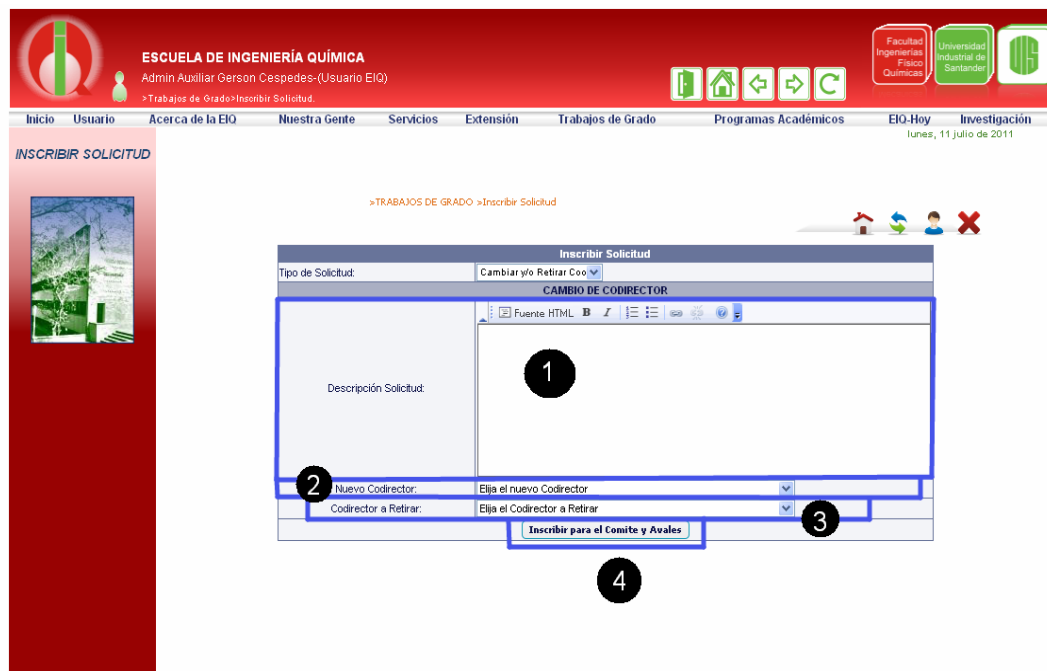 ESCUELA DE INGENIERÍA QUÍMICA
Admin Auxiliar Gerson Cespedes-(Usuario EIQ)
>Trabajos de Grado>Inscribir Solicitud.
Facultad
Ingenierías
Físico
Químicas
Universidad
Industrial de
Santander
Inicio Usuario Acerca de la EIQ Nuestra Gente Servicios Extensión Trabajos de Grado Programas Académicos EIQ-Hoy Investigación
lunes, 11 julio de 2011
INSCRIBIR SOLICITUD
>TRABAJOS DE GRADO >Inscribir Solicitud
Inscribir Solicitud
Tipo de Solicitud: Cambiar y/o Retirar Coo
CAMBIO DE CODIRECTOR
Fuente HTML B I
1
Descripción Solicitud:
2
Nuevo Codirector: Elija el nuevo Codirector
Codirector a Retirar: Elija el Codirector a Retirar
3
Inscribir para el Comite y Avales
4